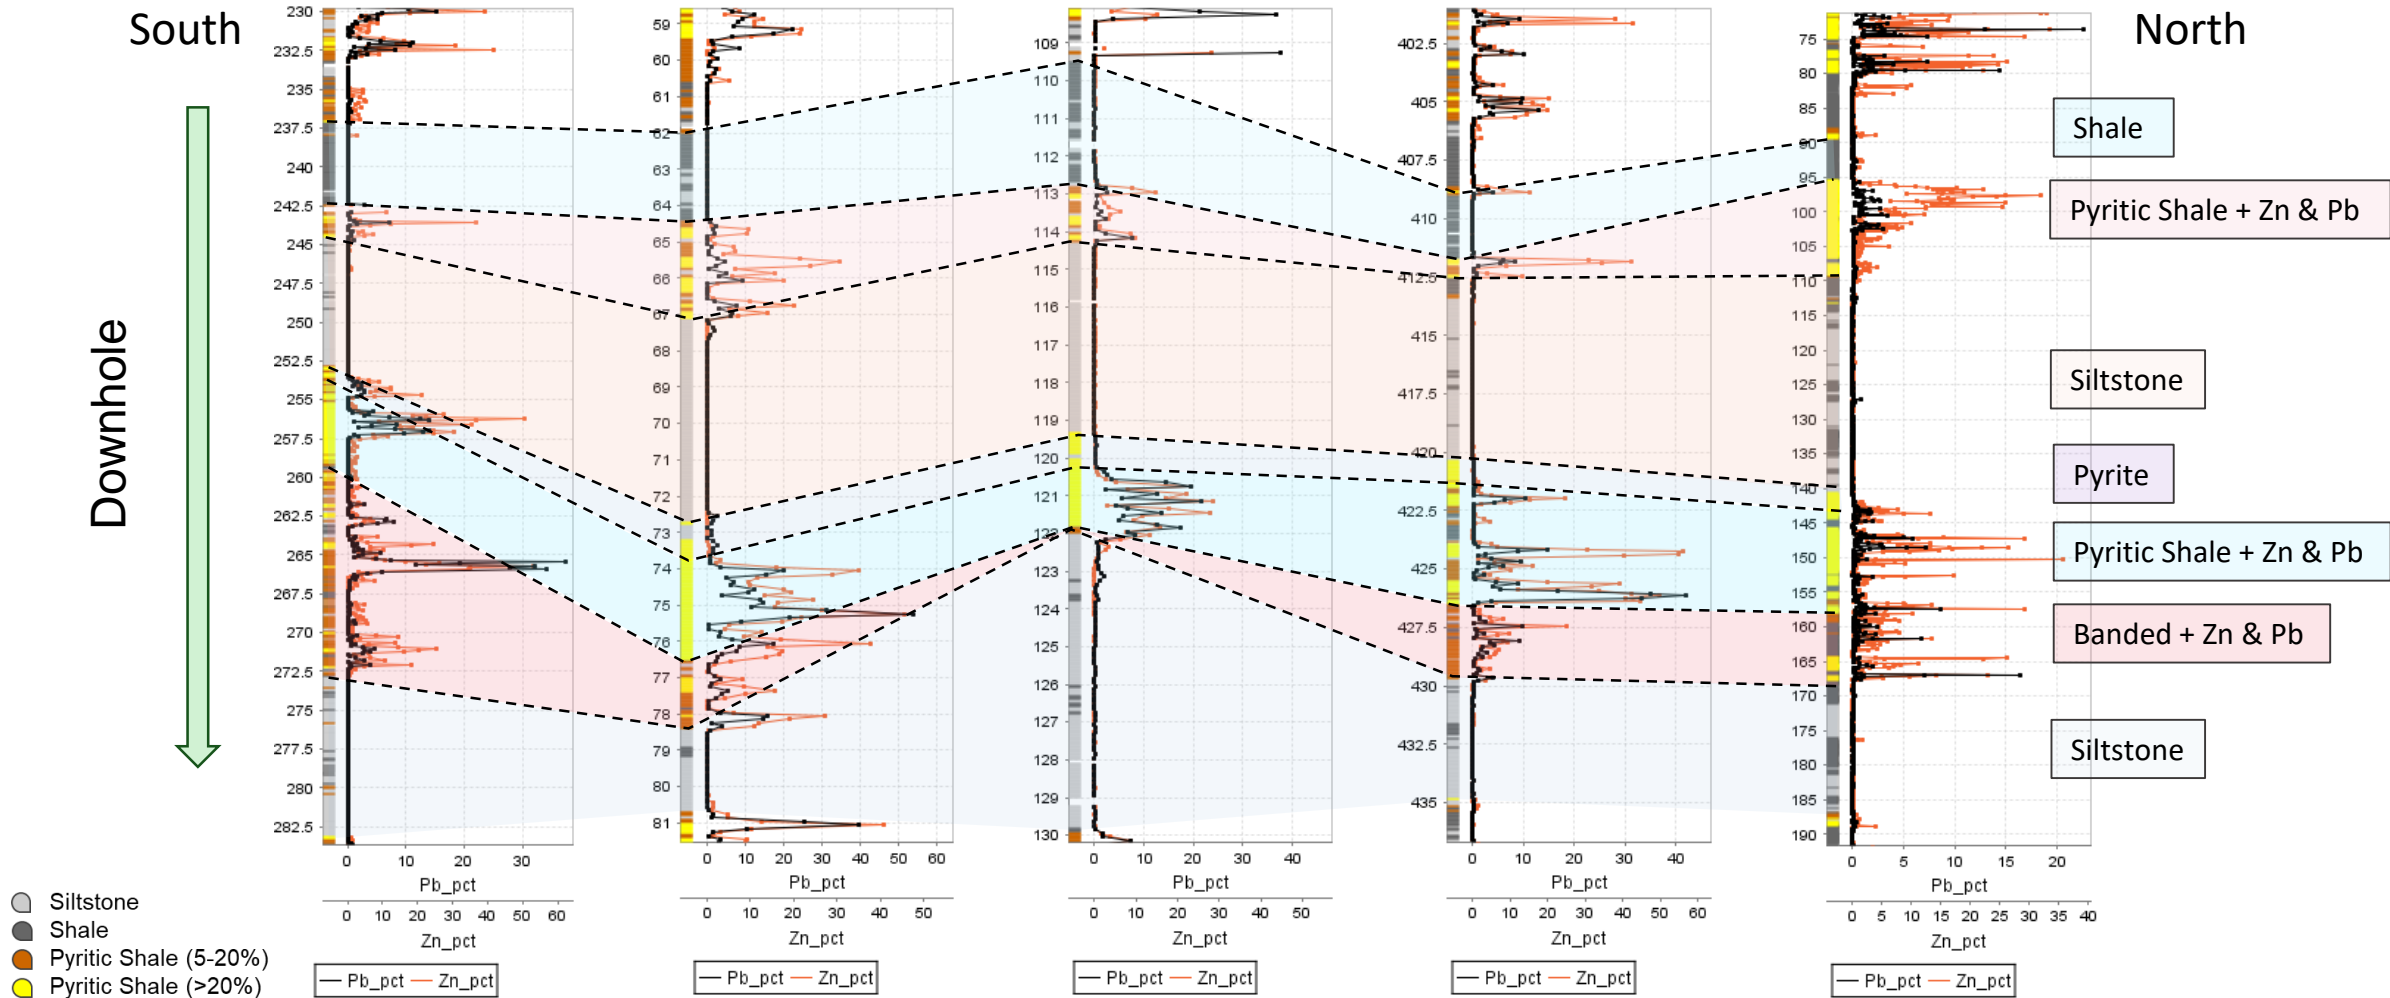 South
North
Downhole
230
232.5
235
237.5
240
242.5
245
247.5
250
252.5
255
257.5
260
262.5
265
267.5
270
272.5
275
277.5
280
282.5
0 10 20 30
Pb_pct
0 10 20 30 40 50 60
Zn_pct
Pb_pct Zn_pct
59
60
61
62
63
64
65
66
67
68
69
70
71
72
73
74
75
76
77
78
79
80
81
0 10 20 30 40 50 60
Pb_pct
0 10 20 30 40 50
Zn_pct
Pb_pct Zn_pct
109
110
111
112
113
114
115
116
117
118
119
120
121
122
123
124
125
126
127
128
129
130
0 10 20 30 40
Pb_pct
0 10 20 30 40 50
Zn_pct
Pb_pct Zn_pct
402.5
405
407.5
410
412.5
415
417.5
420
422.5
425
427.5
430
432.5
435
0 10 20 30 40
Pb_pct
0 10 20 30 40 50 60
Zn_pct
Pb_pct Zn_pct
75
80
85
90
95
100
105
110
115
120
125
130
135
140
145
150
155
160
165
170
175
180
185
190
0 5 10 15 20
Pb_pct
0 5 10 15 20 25 30 35 40
Zn_pct
Pb_pct Zn_pct
Shale
Pyritic Shale + Zn & Pb
Siltstone
Pyrite
Pyritic Shale + Zn & Pb
Banded + Zn & Pb
Siltstone
Siltstone
Shale
Pyritic Shale (5-20%)
Pyritic Shale (>20%)